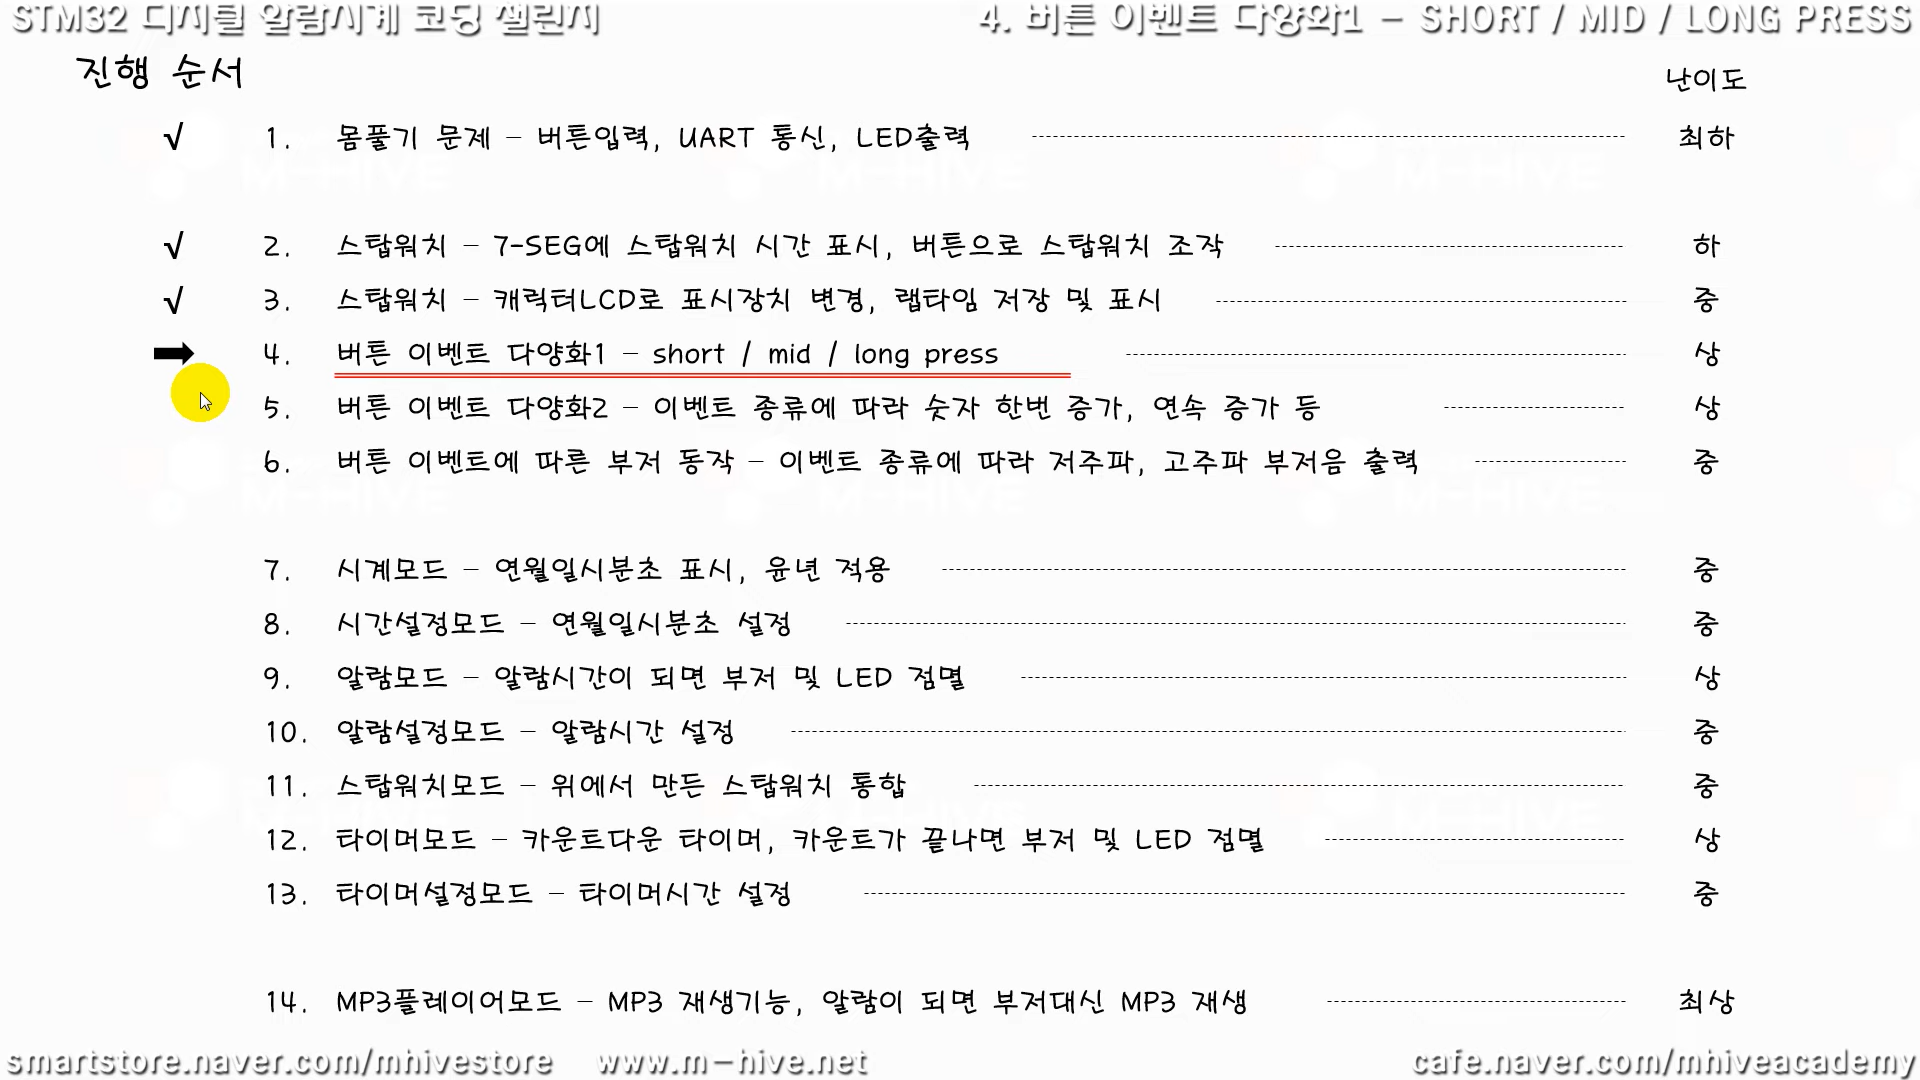 STM32 디지털 알람시계 코딩 챌린지
4. 버튼 이벤트 다양화1 - SHORT / MID / LONG PRESS
진행 순서
난이도
√ 1. 몸풀기 문제 - 버튼입력, UART 통신, LED출력 최하
√ 2. 스탑워치 - 7-SEG에 스탑워치 시간 표시, 버튼으로 스탑워치 조작 하
√ 3. 스탑워치 - 캐릭터LCD로 표시장치 변경, 랩타임 저장 및 표시 중
4. 버튼 이벤트 다양화1 - short / mid / long press 상
5. 버튼 이벤트 다양화2 - 이벤트 종류에 따라 숫자 한번 증가, 연속 증가 등 상
6. 버튼 이벤트에 따른 부저 동작 - 이벤트 종류에 따라 저주파, 고주파 부저음 출력 중
7. 시계모드 - 연월일시분초 표시, 윤년 적용 중
8. 시간설정모드 - 연월일시분초 설정 중
9. 알람모드 - 알람시간이 되면 부저 및 LED 점멸 상
10. 알람설정모드 - 알람시간 설정 중
11. 스탑워치모드 - 위에서 만든 스탑워치 통합 중
12. 타이머모드 - 카운트다운 타이머, 카운트가 끝나면 부저 및 LED 점멸 상
13. 타이머설정모드 - 타이머시간 설정 중
14. MP3플레이어모드 - MP3 재생기능, 알람이 되면 부저대신 MP3 재생 최상
smartstore.naver.com/mhivestore www.m-hive.net
cafe.naver.com/mhiveacademy